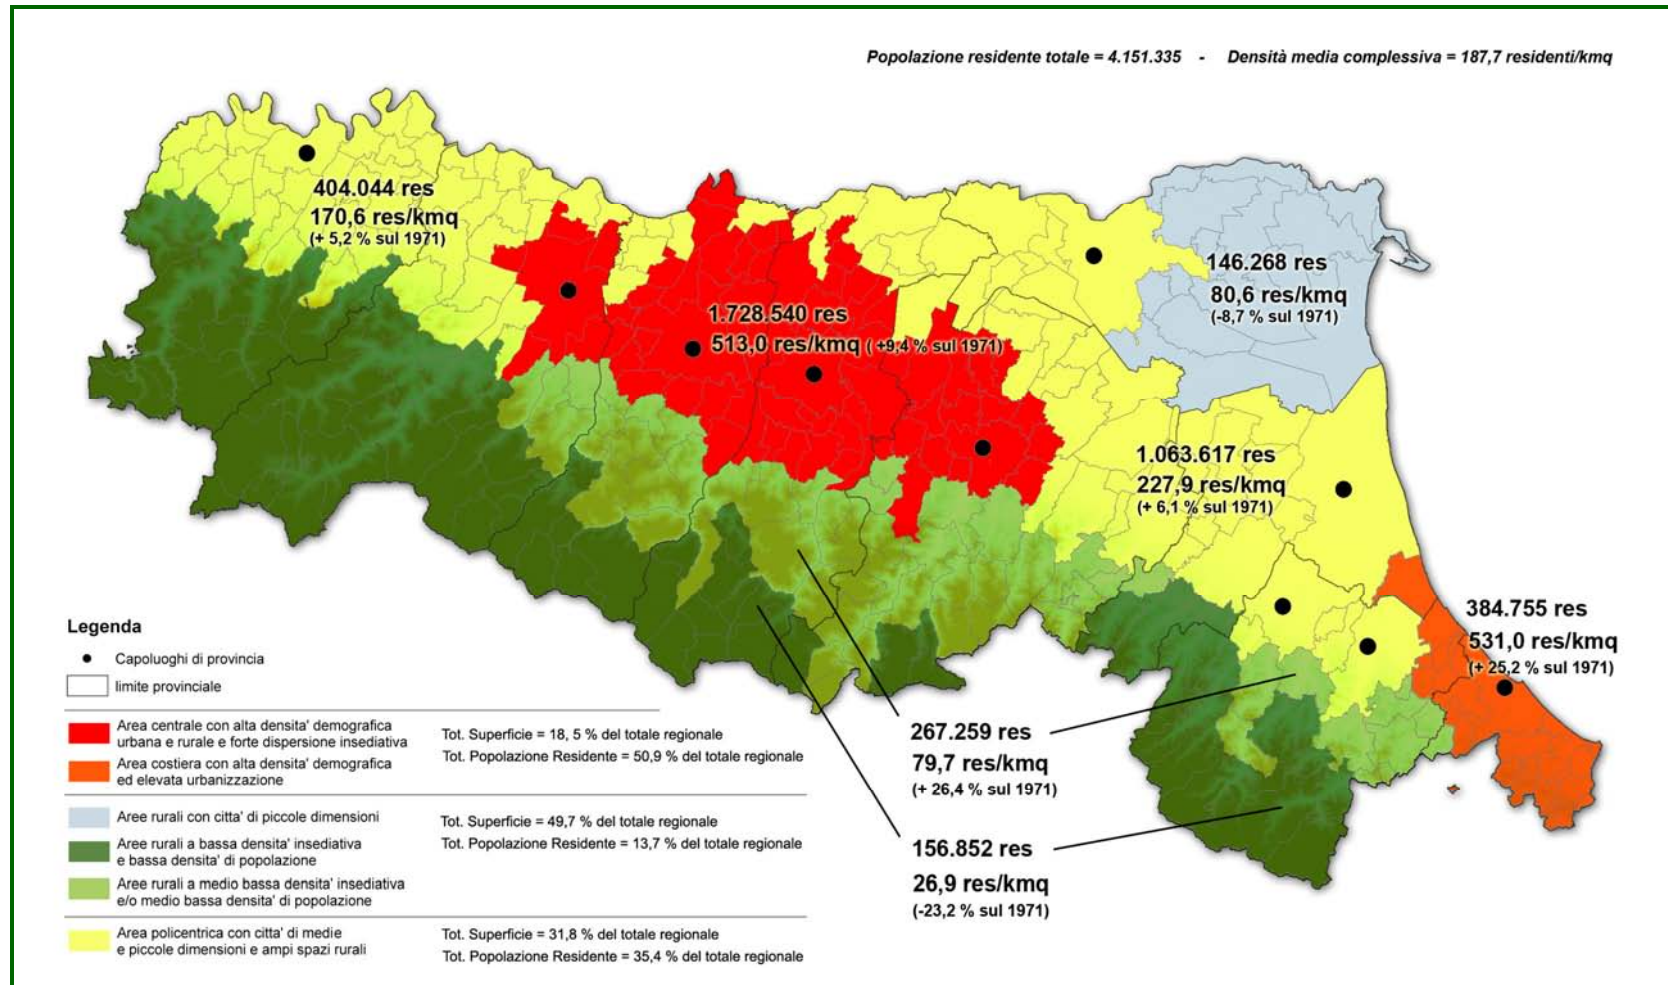 Popolazione residente totale = 4.151.335 - Densità media complessiva = 187,7 residenti/kmq
404.044 res
170,6 res/kmq
(+ 5,2 % sul 1971)
146.268 res
80,6 res/kmq
(-8,7 % sul 1971)
1.728.540 res
513,0 res/kmq ( +9,4 % sul 1971)
1.063.617 res
227,9 res/kmq
(+ 6,1 % sul 1971)
384.755 res
531,0 res/kmq
(+ 25,2 % sul 1971)
267.259 res
79,7 res/kmq
(+ 26,4 % sul 1971)
156.852 res
26,9 res/kmq
(-23,2 % sul 1971)
Legenda
Capoluoghi di provincia
limite provinciale
Area centrale con alta densita' demografica
urbana e rurale e forte dispersione insediativa
Area costiera con alta densita' demografica
ed elevata urbanizzazione
Tot. Superficie = 18, 5 % del totale regionale
Tot. Popolazione Residente = 50,9 % del totale regionale
Aree rurali con citta' di piccole dimensioni
Aree rurali a bassa densita' insediativa
e bassa densita' di popolazione
Aree rurali a medio bassa densita' insediativa
e/o medio bassa densita' di popolazione
Tot. Superficie = 49,7 % del totale regionale
Tot. Popolazione Residente = 13,7 % del totale regionale
Area policentrica con citta' di medie
e piccole dimensioni e ampi spazi rurali
Tot. Superficie = 31,8 % del totale regionale
Tot. Popolazione Residente = 35,4 % del totale regionale